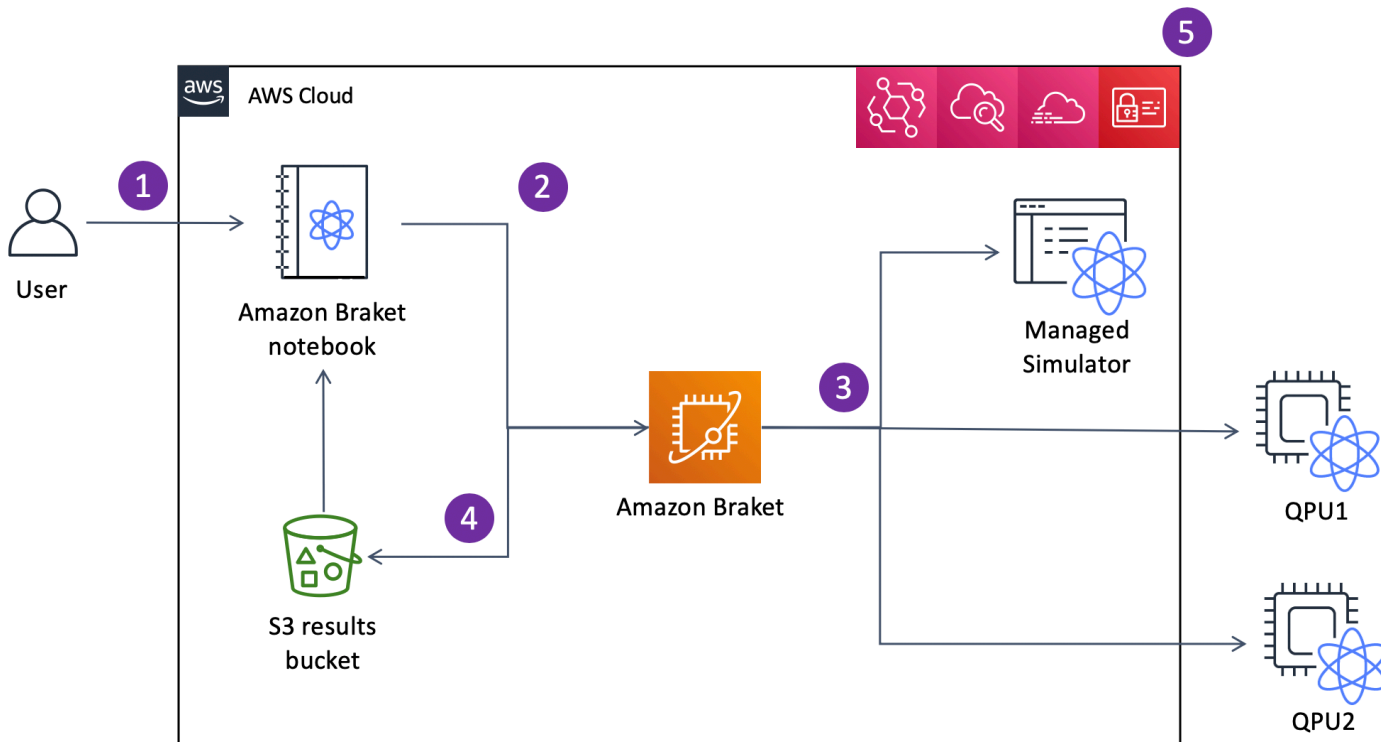 5
aws
AWS Cloud
1
2
User
Amazon Braket
notebook
Managed
Simulator
3
Amazon Braket
QPU1
4
S3 results
bucket
QPU2